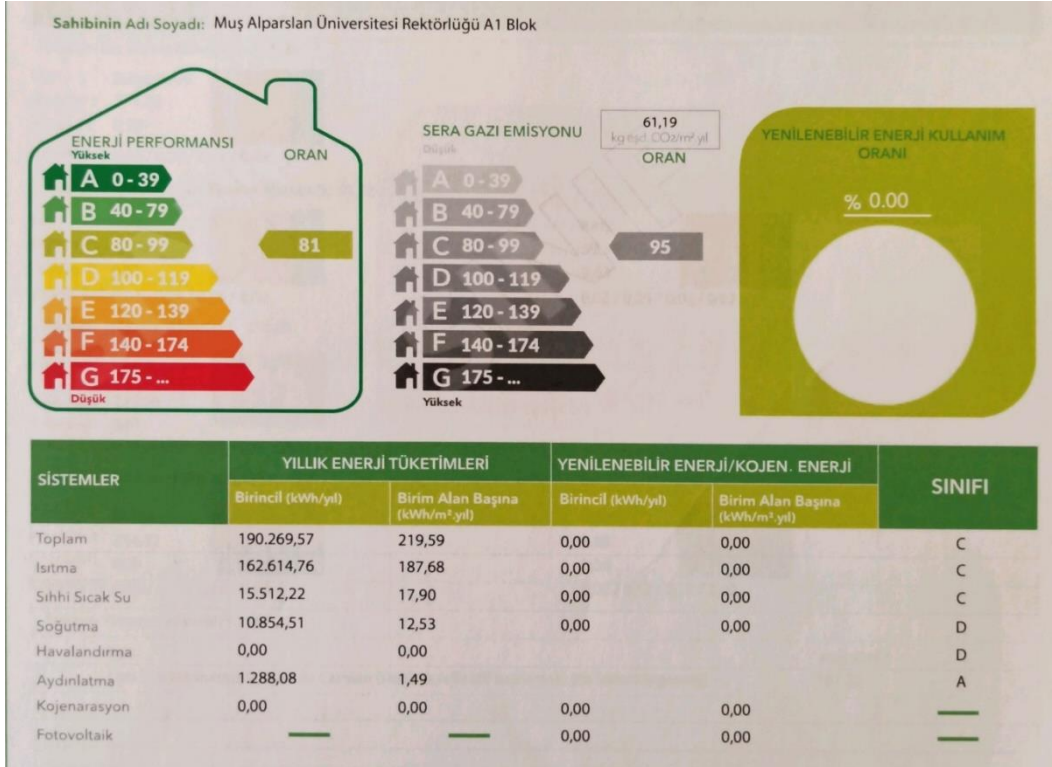 Sahibinin Adı Soyadı: Muş Alparslan Üniversitesi Rektörlüğü A1 Blok
ENERJİ PERFORMANSI
Yüksek
ORAN
A 0 - 39
B 40 - 79
C 80 - 99
81
D 100 - 119
E 120 - 139
F 140 - 174
G 175 - ...
Düşük
SERA GAZI EMİSYONU
Düşük
61,19
kg eşd. CO2/m².yıl
ORAN
A 0 - 39
B 40 - 79
C 80 - 99
95
D 100 - 119
E 120 - 139
F 140 - 174
G 175 - ...
Yüksek
YENİLENEBİLİR ENERJİ KULLANIM
ORANI
% 0.00
SİSTEMLER
YILLIK ENERJİ TÜKETİMLERİ
YENİLENEBİLİR ENERJİ/KOJEN. ENERJİ
SINIFI
Birincil (kWh/yıl)
Birim Alan Başına
(kWh/m².yıl)
Birincil (kWh/yıl)
Birim Alan Başına
(kWh/m².yıl)
Toplam 190.269,57 219,59 0,00 0,00 C
Isıtma 162.614,76 187,68 0,00 0,00 C
Sıhhi Sıcak Su 15.512,22 17,90 0,00 0,00 C
Soğutma 10.854,51 12,53 0,00 0,00 D
Havalandırma 0,00 0,00 D
Aydınlatma 1.288,08 1,49 A
Kojenarasyon 0,00 0,00 0,00 0,00
Fotovoltaik 0,00 0,00